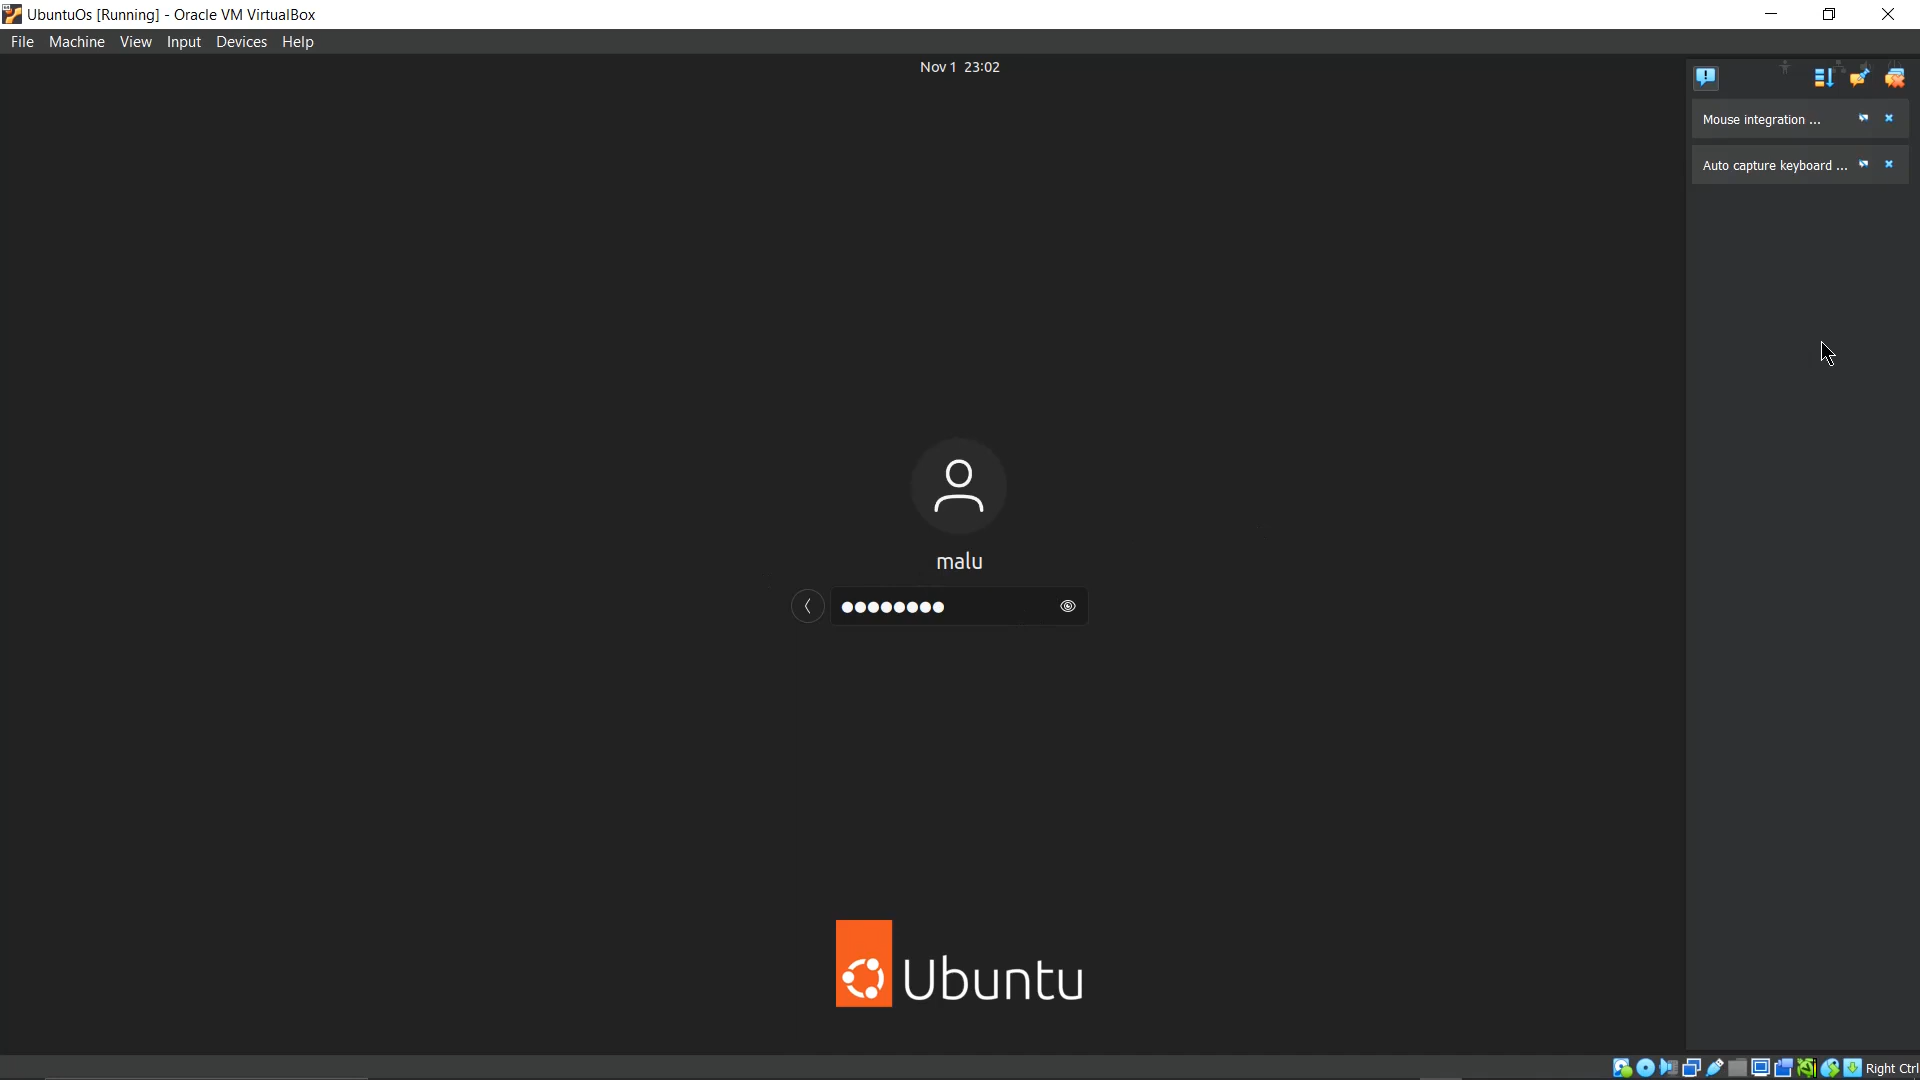 UbuntuOs [Running] - Oracle VM VirtualBox
File Machine View Input Devices Help
Nov 1 23:02
Mouse integration ...
Auto capture keyboard ...
malu
Ubuntu
Right Ctrl